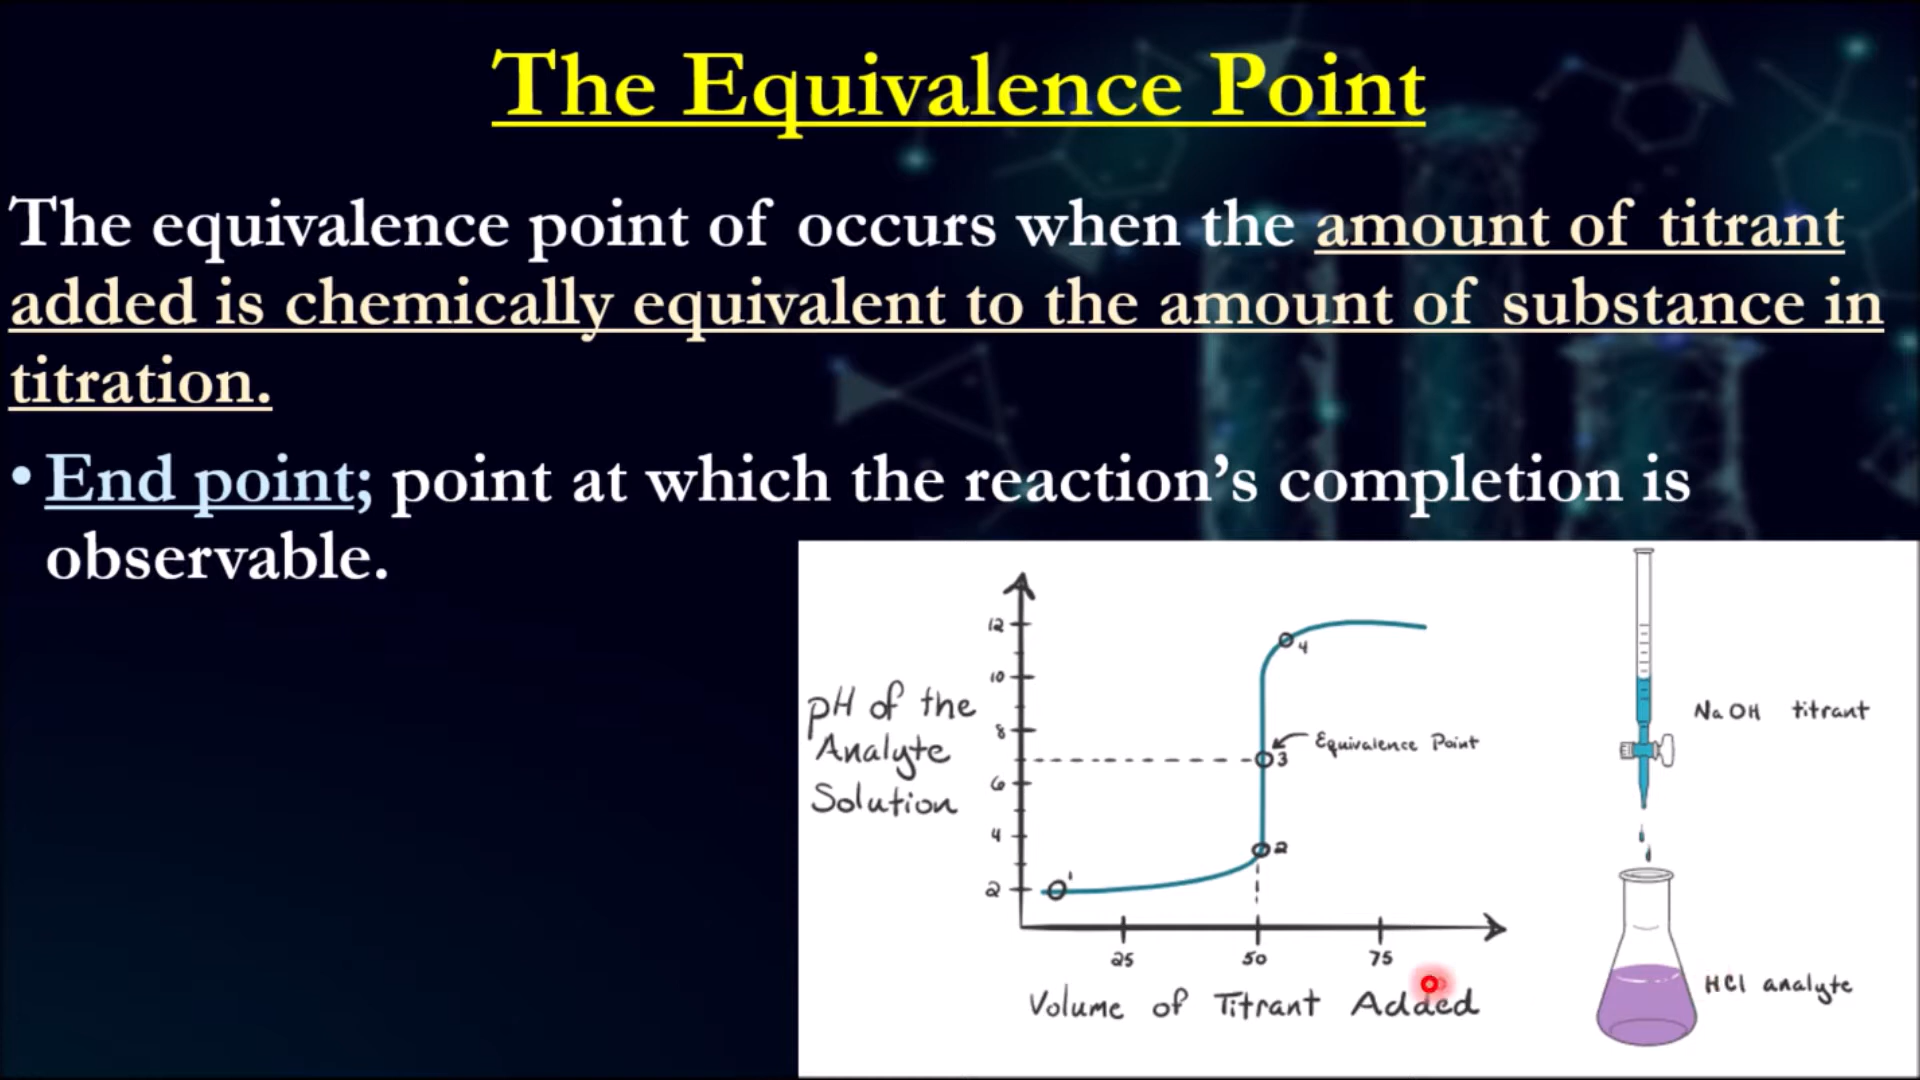 The Equivalence Point
The equivalence point of occurs when the amount of titrant
added is chemically equivalent to the amount of substance in
titration.
• End point; point at which the reaction’s completion is
observable.
12
10
8
6
4
2
pH of the
Analyte
Solution
1
2
3
4
Equivalence Point
25 50 75
Volume of Titrant Added
NaOH titrant
HCl analyte